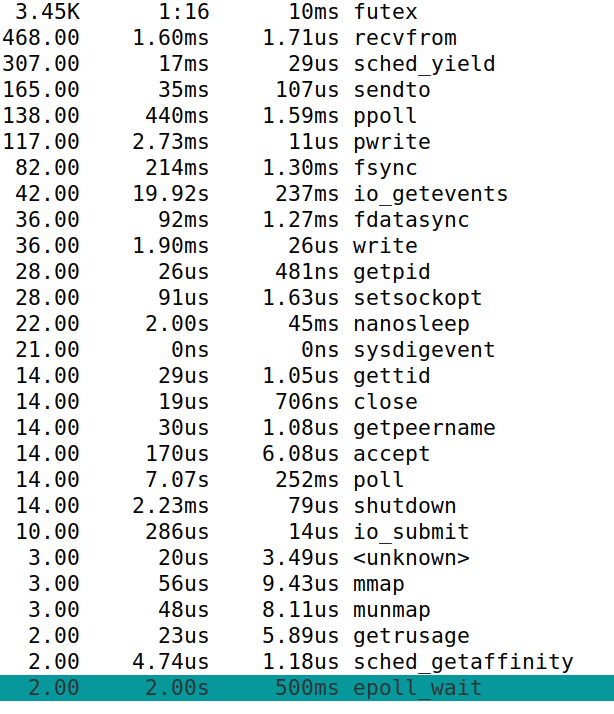 3.45K 1:16 10ms futex
468.00 1.60ms 1.71us recvfrom
307.00 17ms 29us sched_yield
165.00 35ms 107us sendto
138.00 440ms 1.59ms ppoll
117.00 2.73ms 11us pwrite
82.00 214ms 1.30ms fsync
42.00 19.92s 237ms io_getevents
36.00 92ms 1.27ms fdatasync
36.00 1.90ms 26us write
28.00 26us 481ns getpid
28.00 91us 1.63us setsockopt
22.00 2.00s 45ms nanosleep
21.00 0ns 0ns sysdigevent
14.00 29us 1.05us gettid
14.00 19us 706ns close
14.00 30us 1.08us getpeername
14.00 170us 6.08us accept
14.00 7.07s 252ms poll
14.00 2.23ms 79us shutdown
10.00 286us 14us io_submit
3.00 20us 3.49us <unknown>
3.00 56us 9.43us mmap
3.00 48us 8.11us munmap
2.00 23us 5.89us getrusage
2.00 4.74us 1.18us sched_getaffinity
2.00 2.00s 500ms epoll_wait